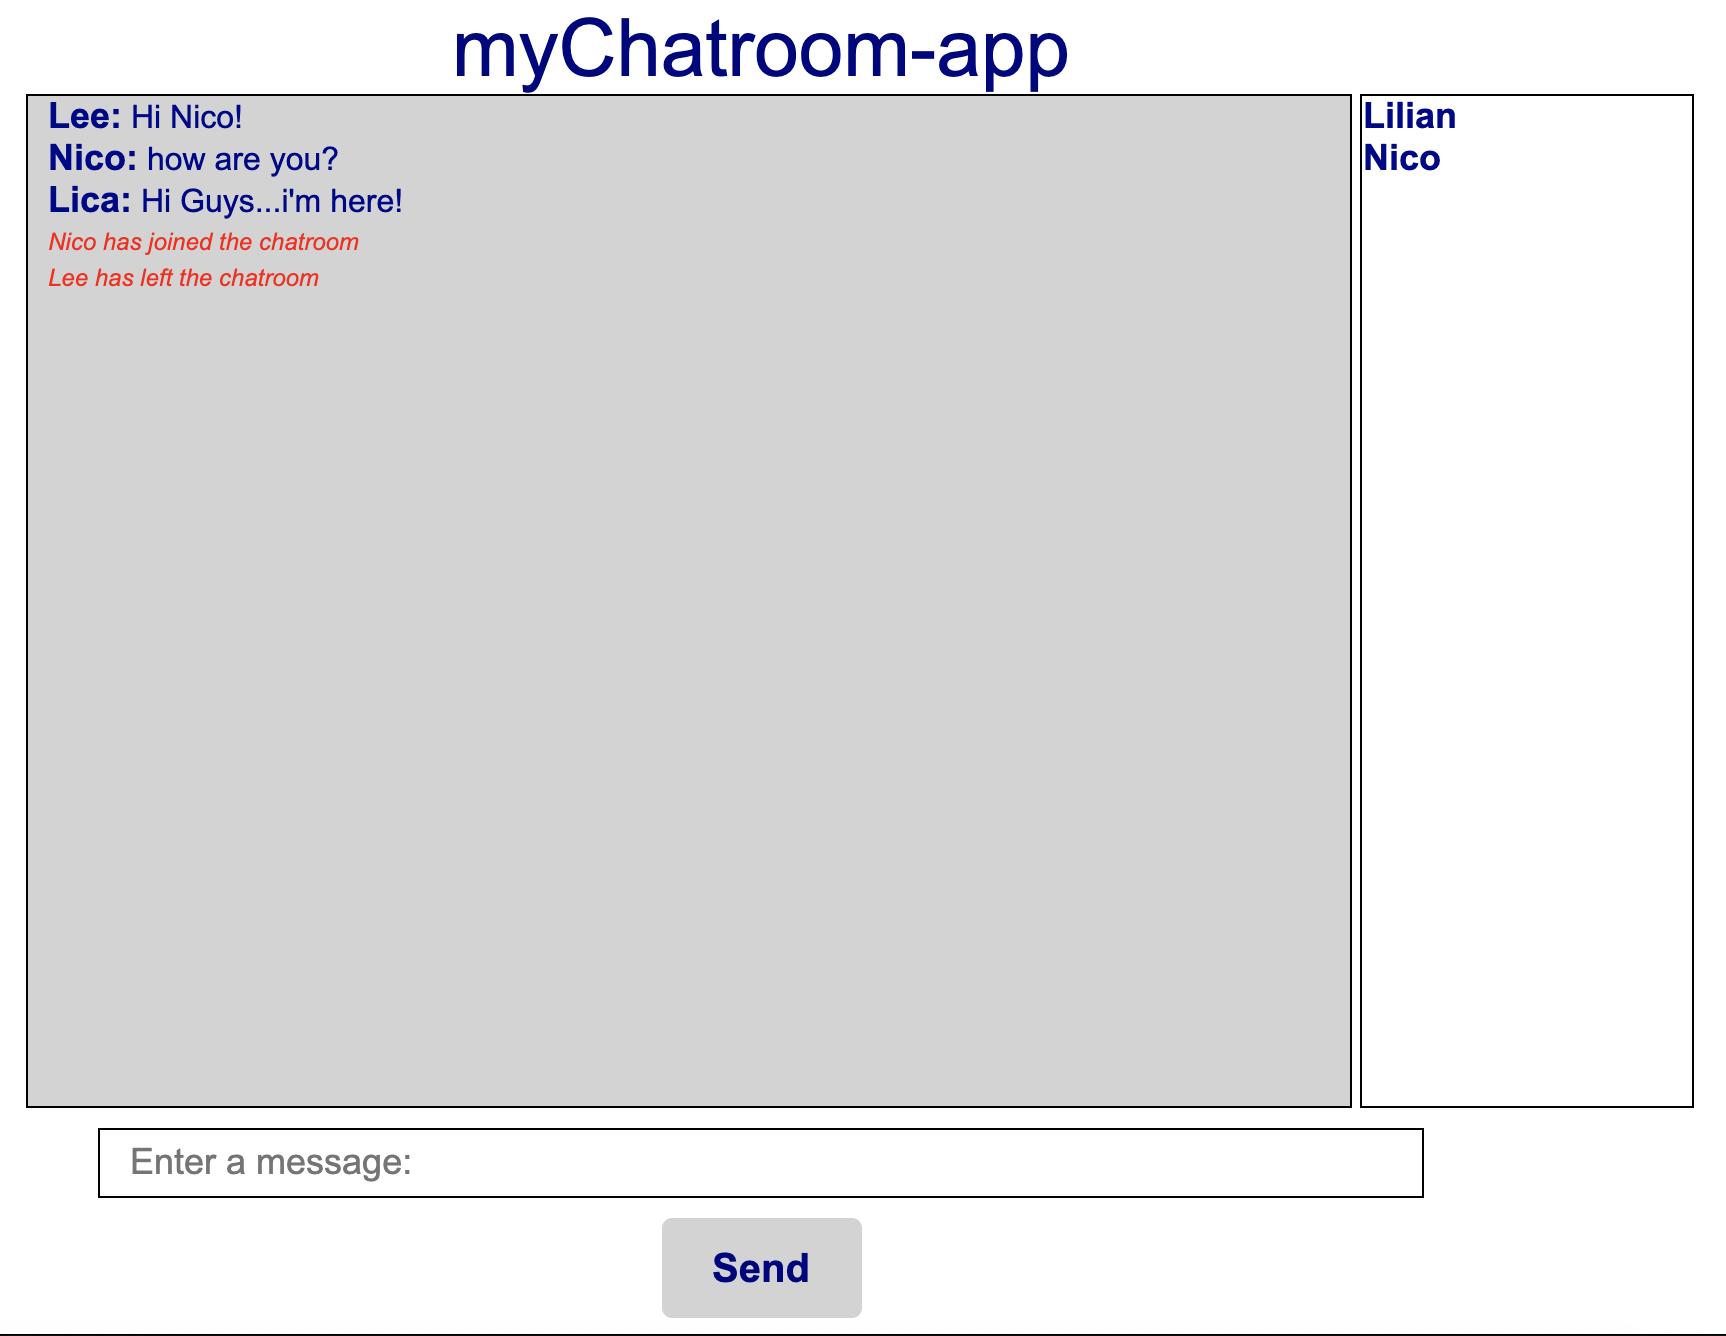 myChatroom-app
Lee: Hi Nico!
Nico: how are you?
Lica: Hi Guys...i'm here!
Nico has joined the chatroom
Lee has left the chatroom
Lilian
Nico
Enter a message:
Send